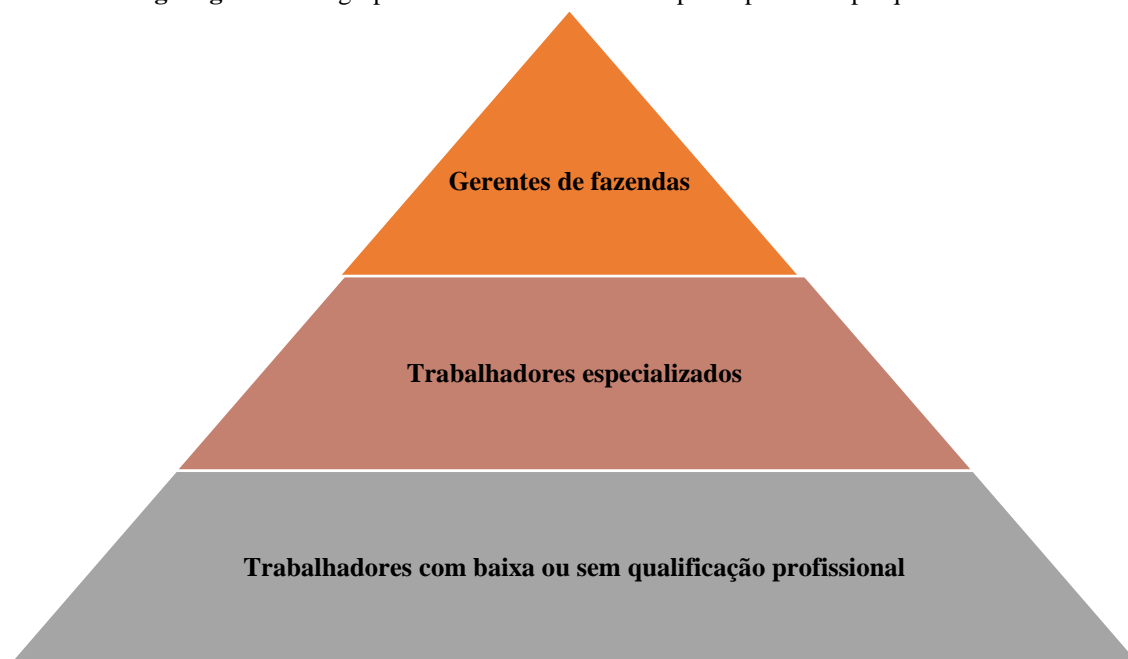 Gerentes de fazendas
Trabalhadores especializados
Trabalhadores com baixa ou sem qualificação profissional